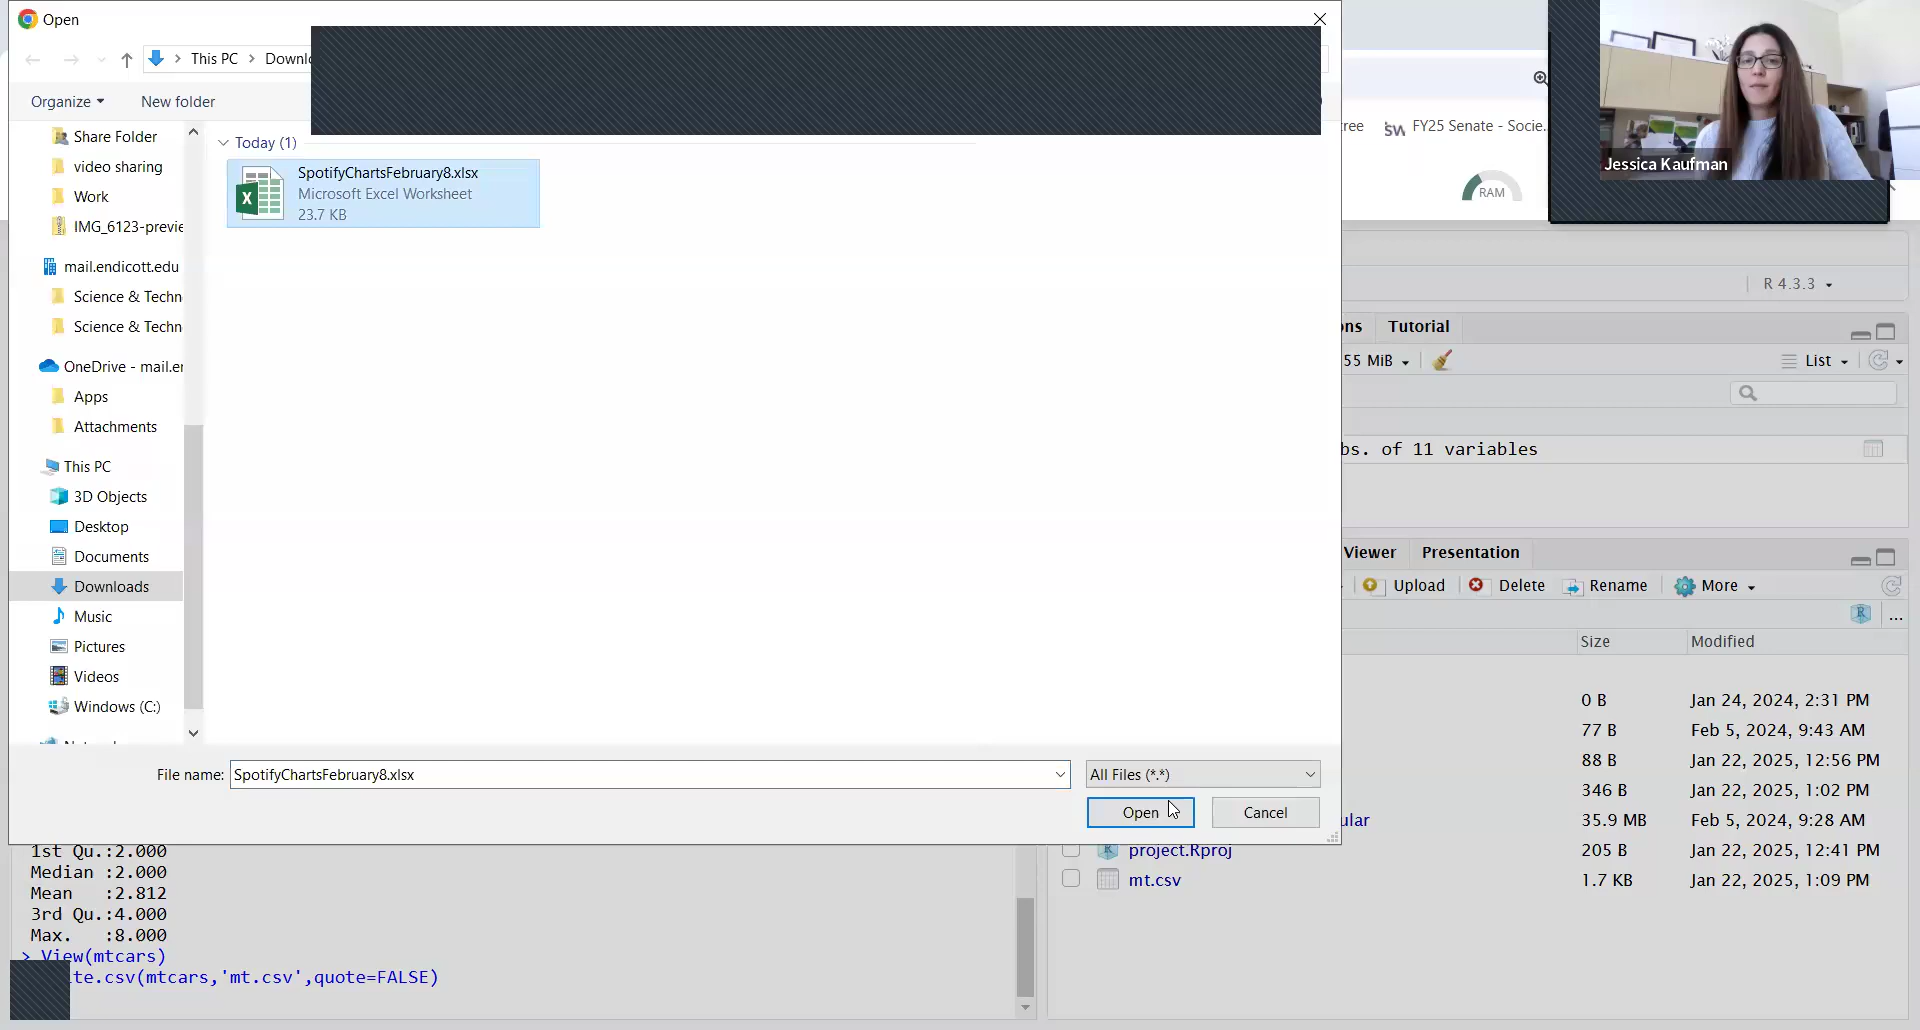 Open
This PC
Organize
New folder
Share Folder
video sharing
Work
mail.endicott.edu
Science & Techn
Science & Techn
OneDrive - mail.er
Apps
Attachments
This PC
3D Objects
Desktop
Documents
Downloads
Music
Pictures
Videos
Windows (C:)
Today (1)
SpotifyChartsFebruary8.xlsx
Microsoft Excel Worksheet
23.7 KB
File name:
SpotifyChartsFebruary8.xlsx
All Files (*.*)
Open
Cancel
FY25 Senate - Socie...
RAM
Jessica Kaufman
R 4.3.3
Tutorial
55 MiB
List
bs. of 11 variables
Viewer
Presentation
Upload
Delete
Rename
More
...
Size
Modified
0 B
Jan 24, 2024, 2:31 PM
77 B
Feb 5, 2024, 9:43 AM
88 B
Jan 22, 2025, 12:56 PM
346 B
Jan 22, 2025, 1:02 PM
35.9 MB
Feb 5, 2024, 9:28 AM
project.Rproj
205 B
Jan 22, 2025, 12:41 PM
mt.csv
1.7 KB
Jan 22, 2025, 1:09 PM
1st Qu.:2.000
Median :2.000
Mean :2.812
3rd Qu.:4.000
Max. :8.000
> View(mtcars)
te.csv(mtcars,'mt.csv',quote=FALSE)